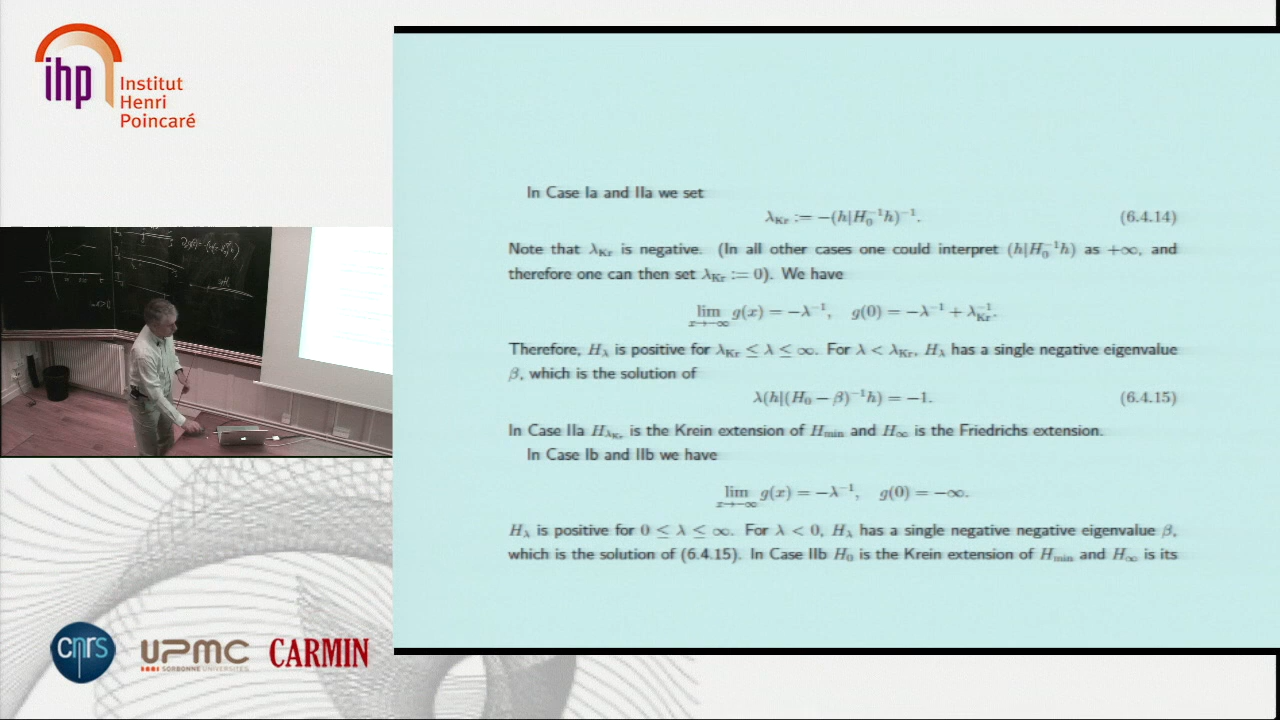 ihp
Institut
Henri
Poincaré
In Case Ia and IIa we set
λ_Kr := −(h|H_0^{−1}h)^{−1}. (6.4.14)
Note that λ_Kr is negative. (In all other cases one could interpret (h|H_0^{−1}h) as +∞, and
therefore one can then set λ_Kr := 0). We have
lim_{x→−∞} g(x) = −λ^{−1}, g(0) = −λ^{−1} + λ_Kr^{−1}.
Therefore, H_λ is positive for λ_Kr ≤ λ ≤ ∞. For λ < λ_Kr, H_λ has a single negative eigenvalue
β, which is the solution of
λ(h|(H_0 − β)^{−1}h) = −1. (6.4.15)
In Case IIa H_{λ_Kr} is the Krein extension of H_min and H_∞ is the Friedrichs extension.
In Case Ib and IIb we have
lim_{x→−∞} g(x) = −λ^{−1}, g(0) = −∞.
H_λ is positive for 0 ≤ λ ≤ ∞. For λ < 0, H_λ has a single negative negative eigenvalue β,
which is the solution of (6.4.15). In Case IIb H_0 is the Krein extension of H_min and H_∞ is its
cnrs
UPMC
SORBONNE UNIVERSITÉS
CARMIN